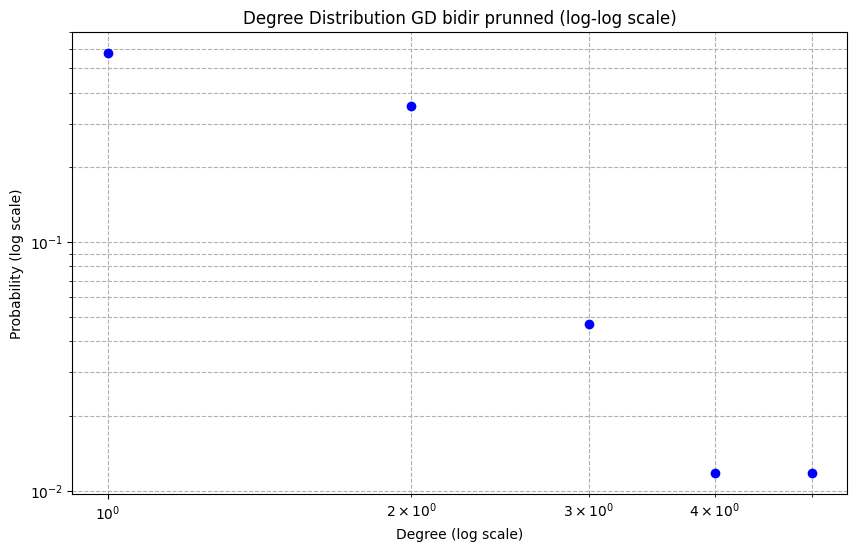 Degree Distribution GD bidir prunned (log-log scale)
Probability (log scale)
10⁻¹
10⁻²
10⁰
2 × 10⁰
3 × 10⁰
4 × 10⁰
Degree (log scale)